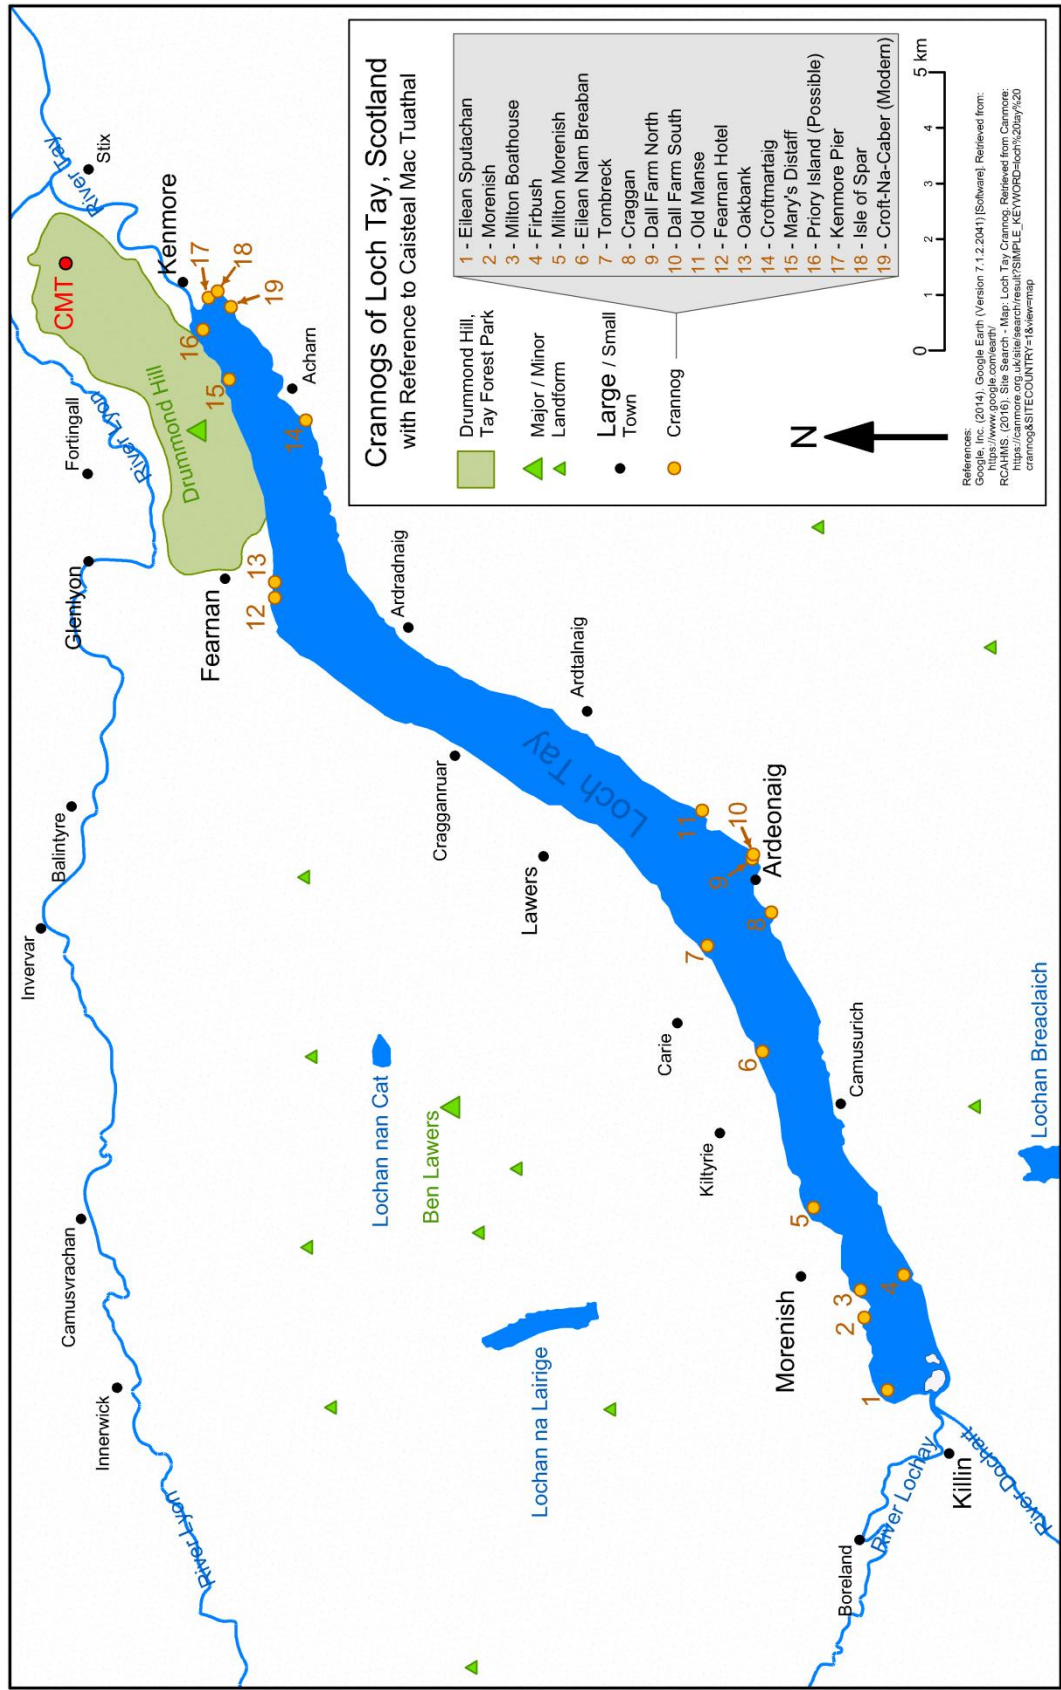 Crannogs of Loch Tay, Scotland
with Reference to Caisteal Mac Tuathal
Drummond Hill,
Tay Forest Park
Major / Minor
Landform
Large / Small
Town
Crannog
1 - Eilean Sputachan
2 - Morenish
3 - Milton Boathouse
4 - Firbush
5 - Milton Morenish
6 - Eilean Nam Breaban
7 - Tombreck
8 - Craggan
9 - Dall Farm North
10 - Dall Farm South
11 - Old Manse
12 - Fearnan Hotel
13 - Oakbank
14 - Croftmartaig
15 - Mary's Distaff
16 - Priory Island (Possible)
17 - Kenmore Pier
18 - Isle of Spar
19 - Croft-Na-Caber (Modern)
N
0 1 2 3 4 5 km
References:
Google, Inc. (2014). Google Earth (Version 7.1.2.2041) [Software]. Retrieved from:
https://www.google.com/earth/
RCAHMS. (2016). Site Search - Map: Loch Tay Crannog. Retrieved from Canmore:
https://canmore.org.uk/site/search/result?SIMPLE_KEYWORD=loch%20tay%20
crannog&SITECOUNTRY=1&view=map
Invervar
Balintyre
Glenlyon
Fortingall
River Lyon
Drummond Hill
CMT
River Tay
Stix
Kenmore
17
18
19
16
15
14
Acharn
Fearnan
12
13
Ardradnaig
Cragganruar
Ardtalnaig
Loch Tay
Lawers
Camusvrachan
Innerwick
River Lyon
Lochan nan Cat
Ben Lawers
Lochan na Lairige
Carie
Kiltyrie
7
6
11
10
9
Ardeonaig
8
Camusurich
Lochan Breaclaich
Morenish
5
4
3
2
1
Boreland
River Lochay
Killin
River Dochart